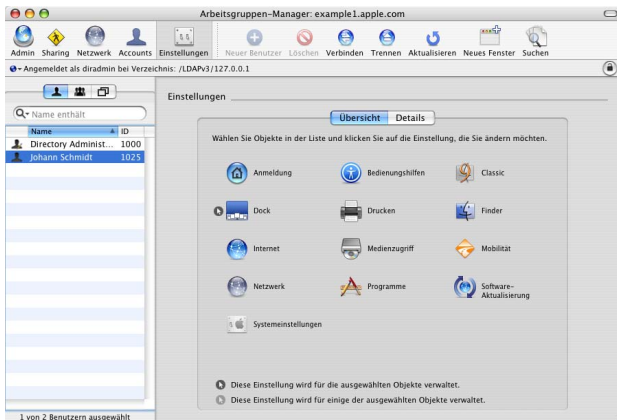 Arbeitsgruppen-Manager: example1.apple.com
Admin Sharing Netzwerk Accounts Einstellungen Neuer Benutzer Löschen Verbinden Trennen Aktualisieren Neues Fenster Suchen
Angemeldet als diradmin bei Verzeichnis: /LDAPv3/127.0.0.1
Name enthält
Name ID
Directory Administ... 1000
Johann Schmidt 1025
1 von 2 Benutzern ausgewählt
Einstellungen
Übersicht Details
Wählen Sie Objekte in der Liste und klicken Sie auf die Einstellung, die Sie ändern möchten.
Anmeldung Bedienungshilfen Classic
Dock Drucken Finder
Internet Medienzugriff Mobilität
Netzwerk Programme Software-
Aktualisierung
Systemeinstellungen
Diese Einstellung wird für die ausgewählten Objekte verwaltet.
Diese Einstellung wird für einige der ausgewählten Objekte verwaltet.